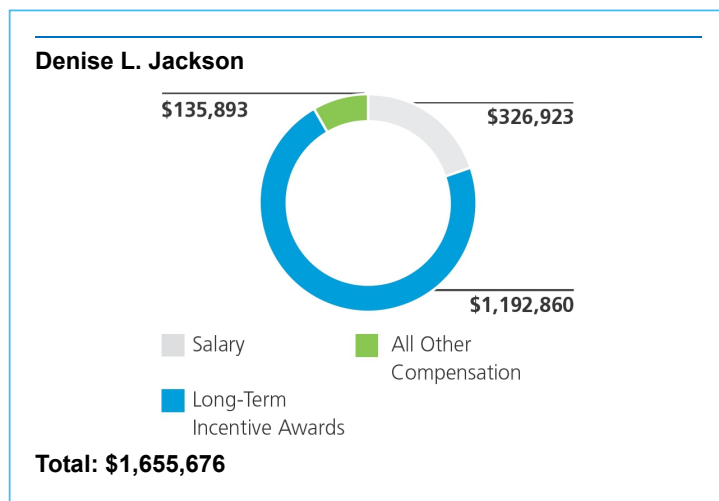 Denise L. Jackson
$135,893
$326,923
$1,192,860
Salary
All Other
Compensation
Long-Term
Incentive Awards
Total: $1,655,676